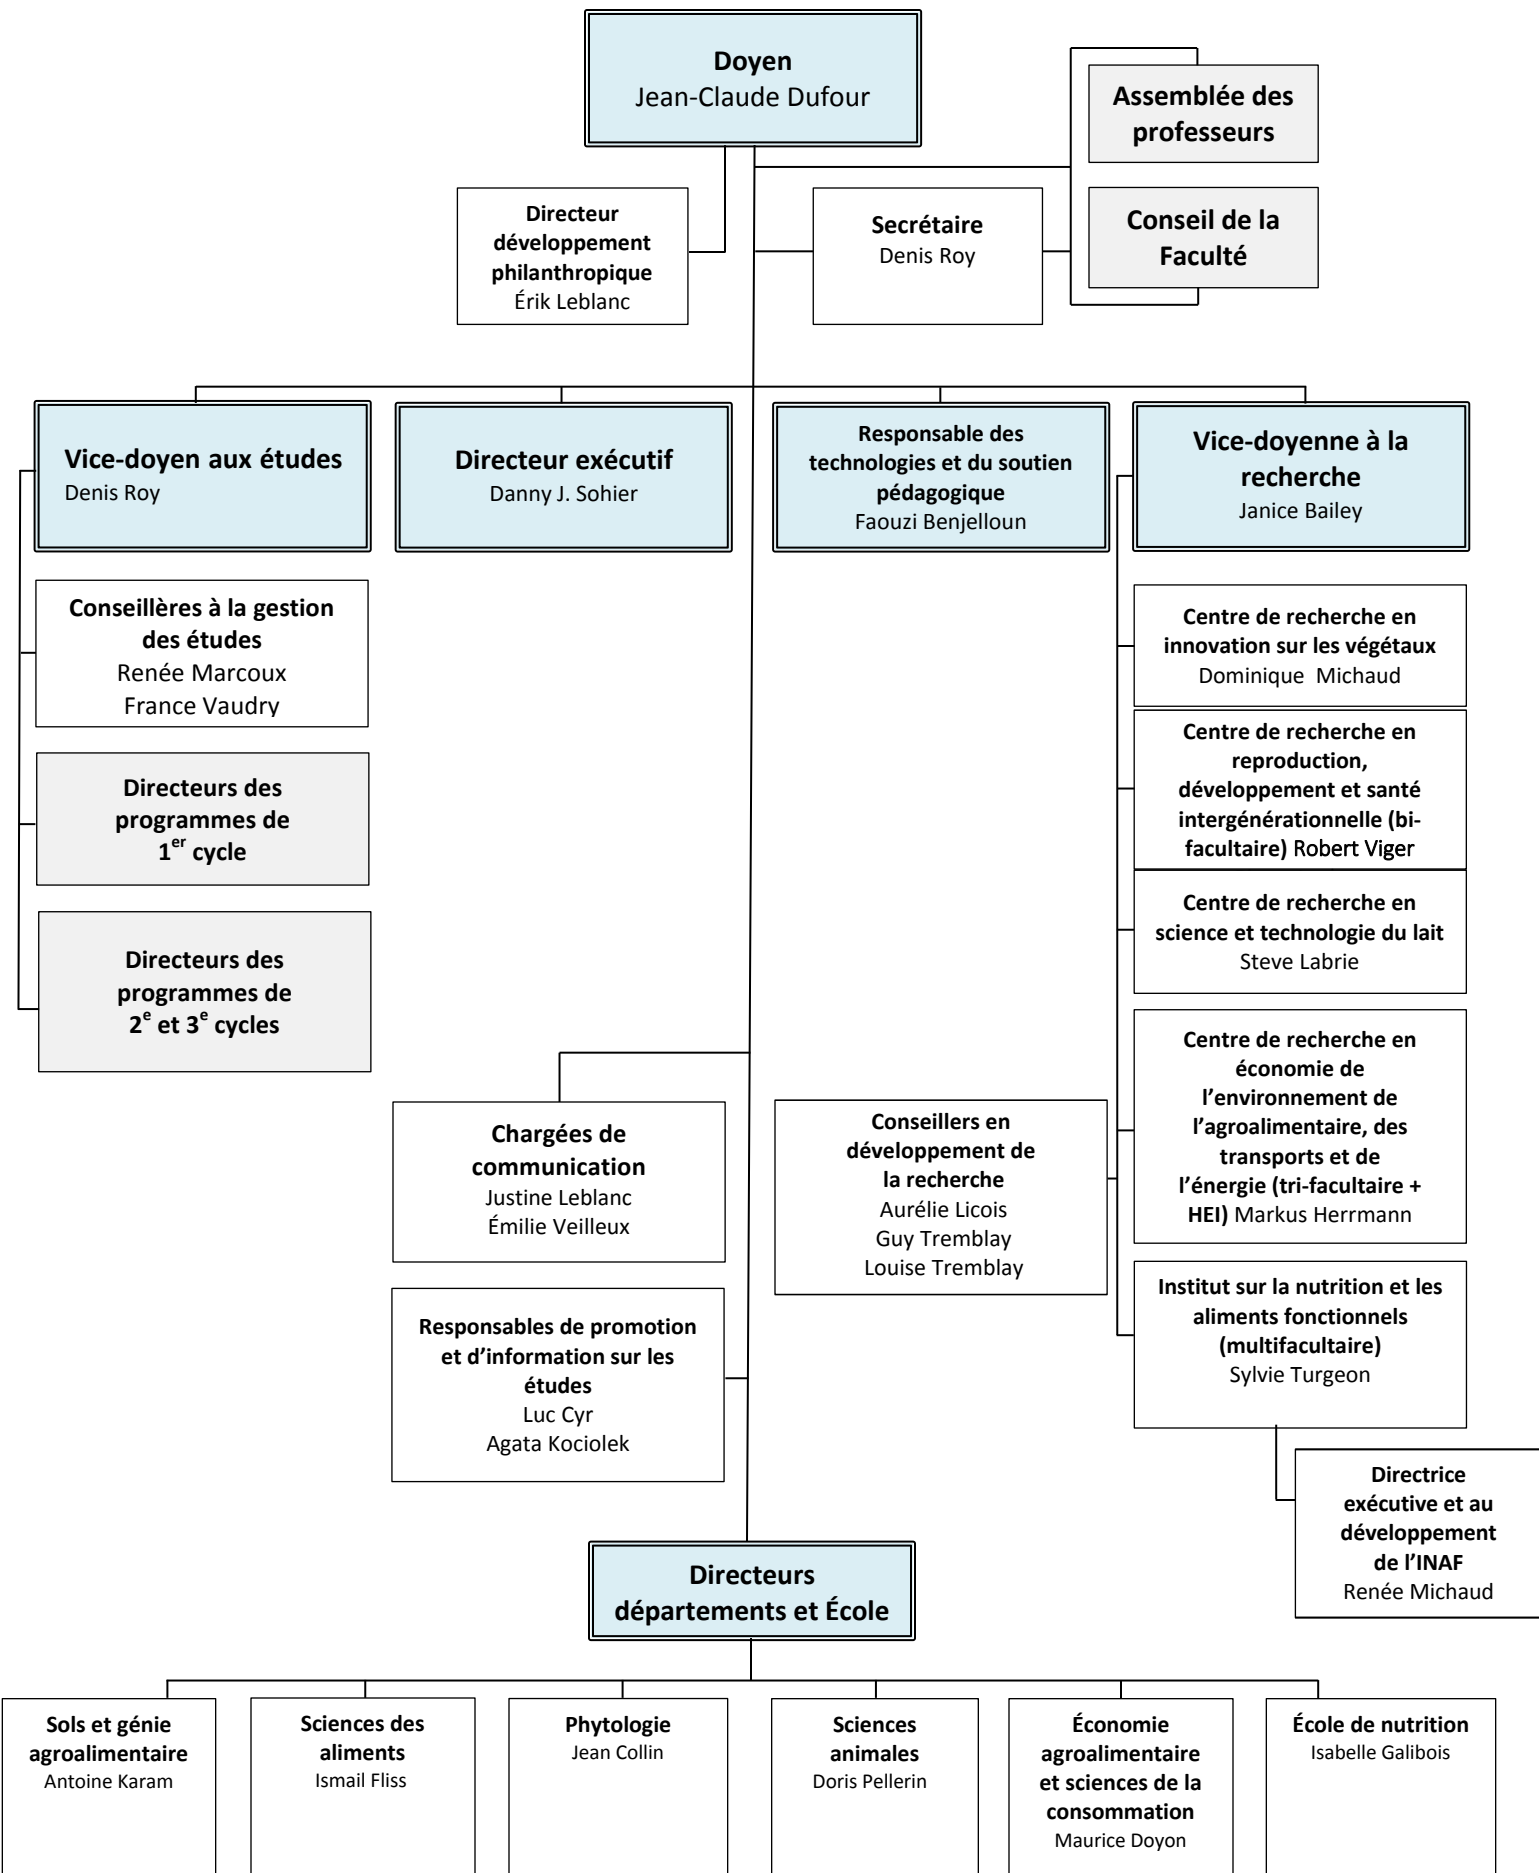 Doyen
Jean-Claude Dufour
Assemblée des
professeurs
Directeur
développement
philanthropique
Érik Leblanc
Secrétaire
Denis Roy
Conseil de la
Faculté
Vice-doyen aux études
Denis Roy
Directeur exécutif
Danny J. Sohier
Responsable des
technologies et du soutien
pédagogique
Faouzi Benjelloun
Vice-doyenne à la
recherche
Janice Bailey
Conseillères à la gestion
des études
Renée Marcoux
France Vaudry
Directeurs des
programmes de
1er cycle
Directeurs des
programmes de
2e et 3e cycles
Centre de recherche en
innovation sur les végétaux
Dominique  Michaud
Centre de recherche en
reproduction,
développement et santé
intergénérationnelle (bi-
facultaire) Robert Viger
Centre de recherche en
science et technologie du lait
Steve Labrie
Centre de recherche en
économie de
l’environnement de
l’agroalimentaire, des
transports et de
l’énergie (tri-facultaire +
HEI) Markus Herrmann
Chargées de
communication
Justine Leblanc
Émilie Veilleux
Conseillers en
développement de
la recherche
Aurélie Licois
Guy Tremblay
Louise Tremblay
Responsables de promotion
et d’information sur les
études
Luc Cyr
Agata Kociolek
Institut sur la nutrition et les
aliments fonctionnels
(multifacultaire)
Sylvie Turgeon
Directrice
exécutive et au
développement
de l’INAF
Renée Michaud
Directeurs
départements et École
Sols et génie
agroalimentaire
Antoine Karam
Sciences des
aliments
Ismail Fliss
Phytologie
Jean Collin
Sciences
animales
Doris Pellerin
Économie
agroalimentaire
et sciences de la
consommation
Maurice Doyon
École de nutrition
Isabelle Galibois